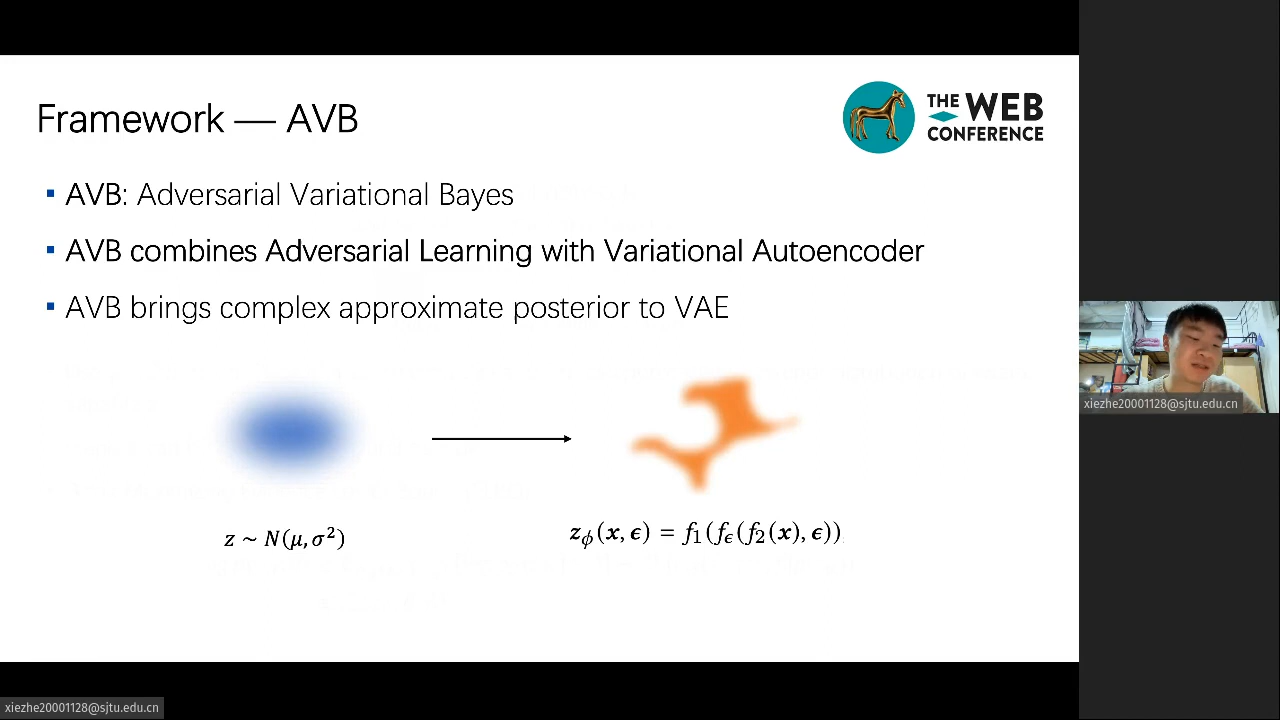 Framework — AVB
THE WEB
CONFERENCE
▪ AVB: Adversarial Variational Bayes
▪ AVB combines Adversarial Learning with Variational Autoencoder
▪ AVB brings complex approximate posterior to VAE
z ~ N(μ, σ²)
z_ϕ(x, ϵ) = f₁(f_ϵ(f₂(x), ϵ))
xiezhe20001128@sjtu.edu.cn
xiezhe20001128@sjtu.edu.cn